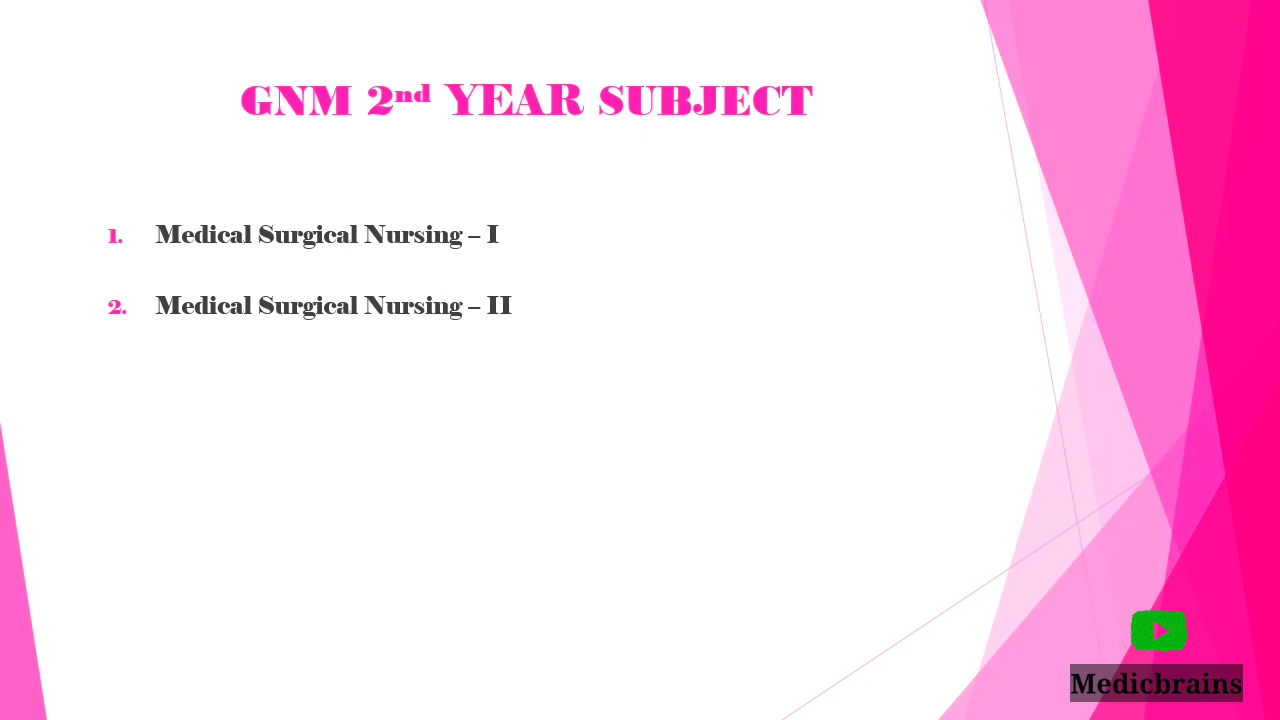 GNM 2nd YEAR SUBJECT
1. Medical Surgical Nursing – I
2. Medical Surgical Nursing – II
Medicbrains